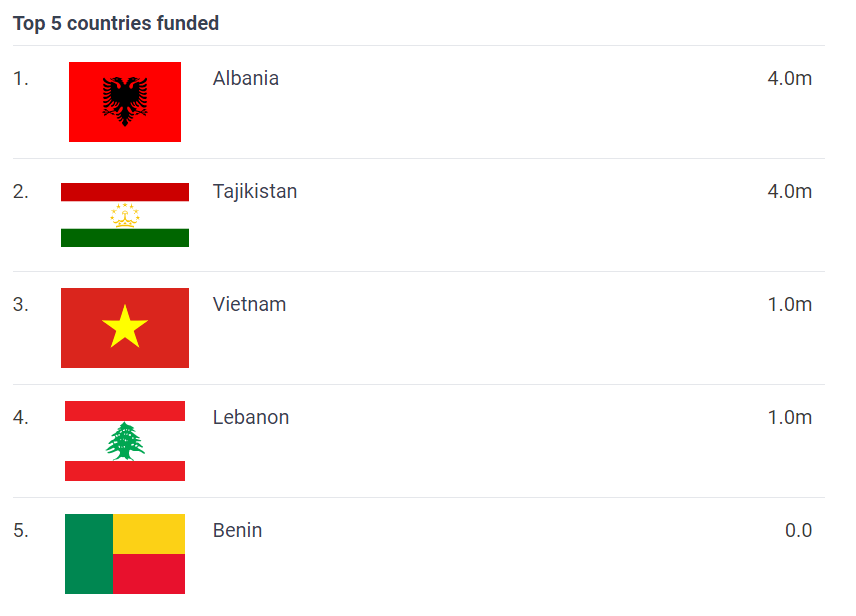 Top 5 countries funded
1. Albania 4.0m
2. Tajikistan 4.0m
3. Vietnam 1.0m
4. Lebanon 1.0m
5. Benin 0.0